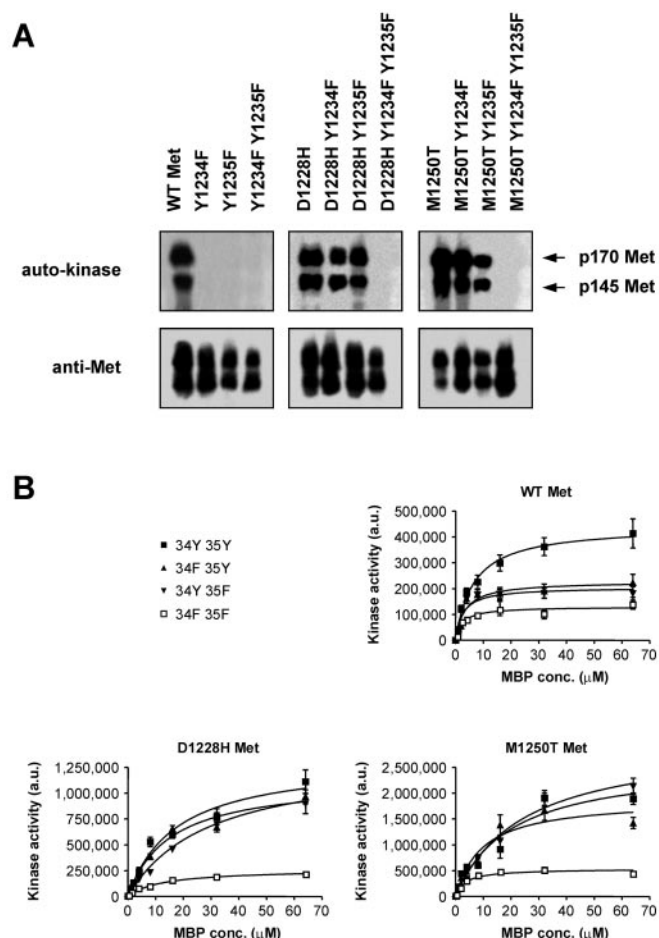 A
WT Met
Y1234F
Y1235F
Y1234F Y1235F
D1228H
D1228H Y1234F
D1228H Y1235F
D1228H Y1234F Y1235F
M1250T
M1250T Y1234F
M1250T Y1235F
M1250T Y1234F Y1235F
auto-kinase
p170 Met
p145 Met
anti-Met
B
34Y 35Y
34F 35Y
34Y 35F
34F 35F
WT Met
Kinase activity (a.u.)
500,000
400,000
300,000
200,000
100,000
0
0 10 20 30 40 50 60 70
MBP conc. (μM)
D1228H Met
Kinase activity (a.u.)
1,250,000
1,000,000
750,000
500,000
250,000
0
0 10 20 30 40 50 60 70
MBP conc. (μM)
M1250T Met
Kinase activity (a.u.)
2,500,000
2,000,000
1,500,000
1,000,000
500,000
0
0 10 20 30 40 50 60 70
MBP conc. (μM)